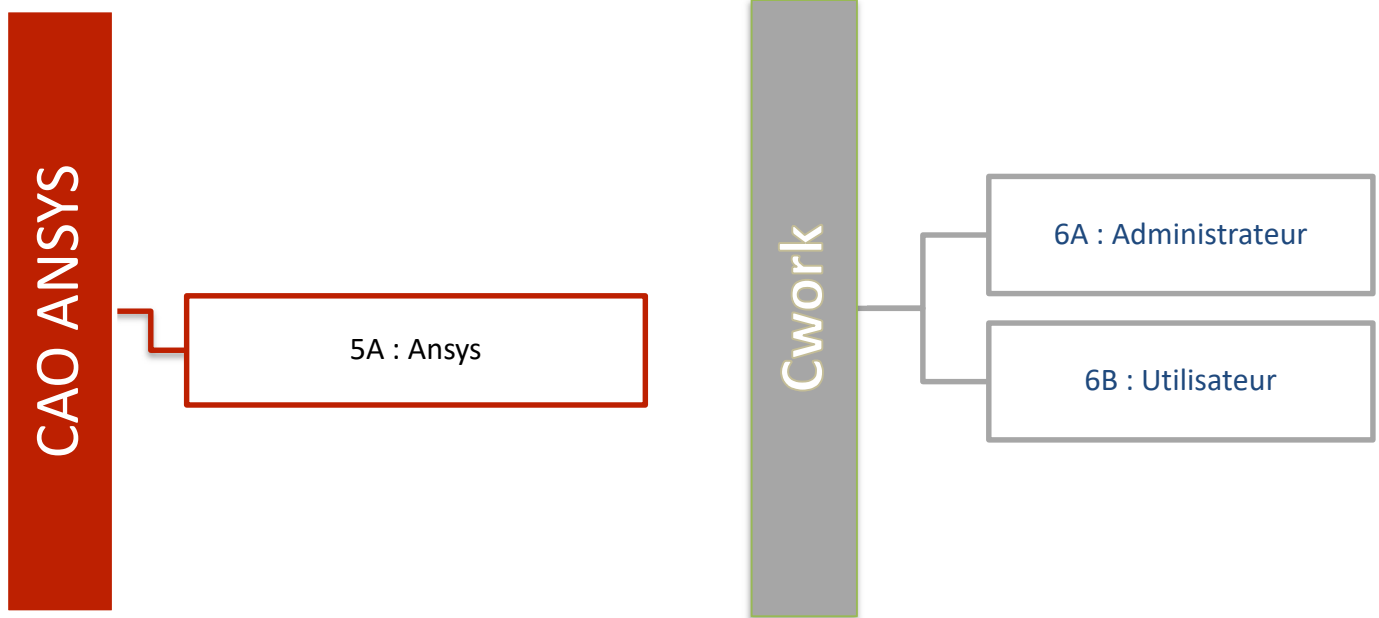 CAO ANSYS
5A : Ansys
Cwork
6A : Administrateur
6B : Utilisateur